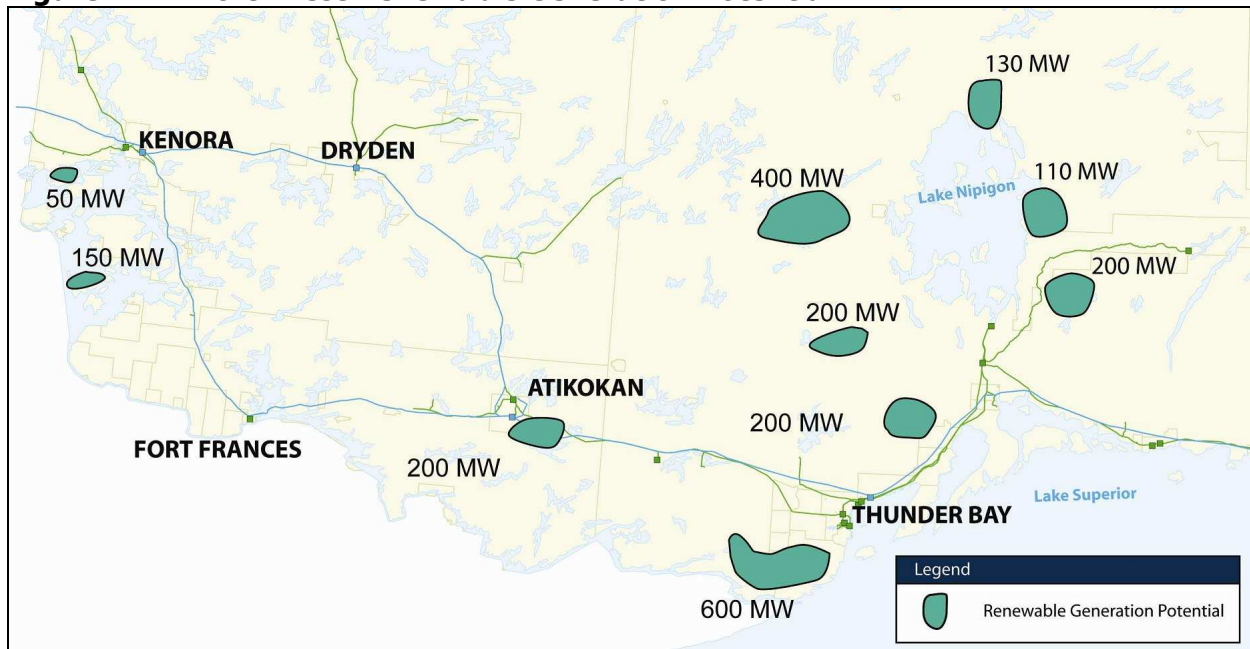 130 MW
KENORA
DRYDEN
50 MW
400 MW
Lake Nipigon
110 MW
150 MW
200 MW
200 MW
ATIKOKAN
200 MW
FORT FRANCES
200 MW
Lake Superior
THUNDER BAY
600 MW
Legend
Renewable Generation Potential